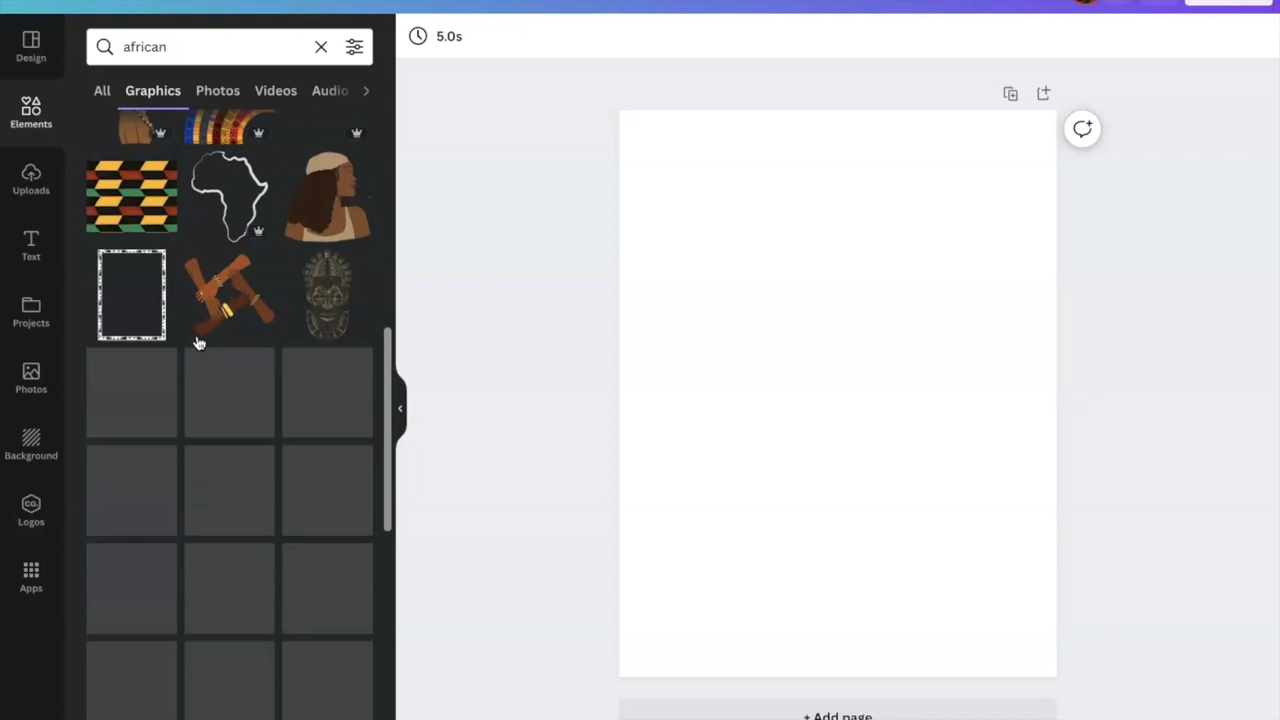 5.0s
Design
african
All
Graphics
Photos
Videos
Audio
Elements
Uploads
Text
Projects
Photos
Background
CO.
Logos
Apps
+ Add page